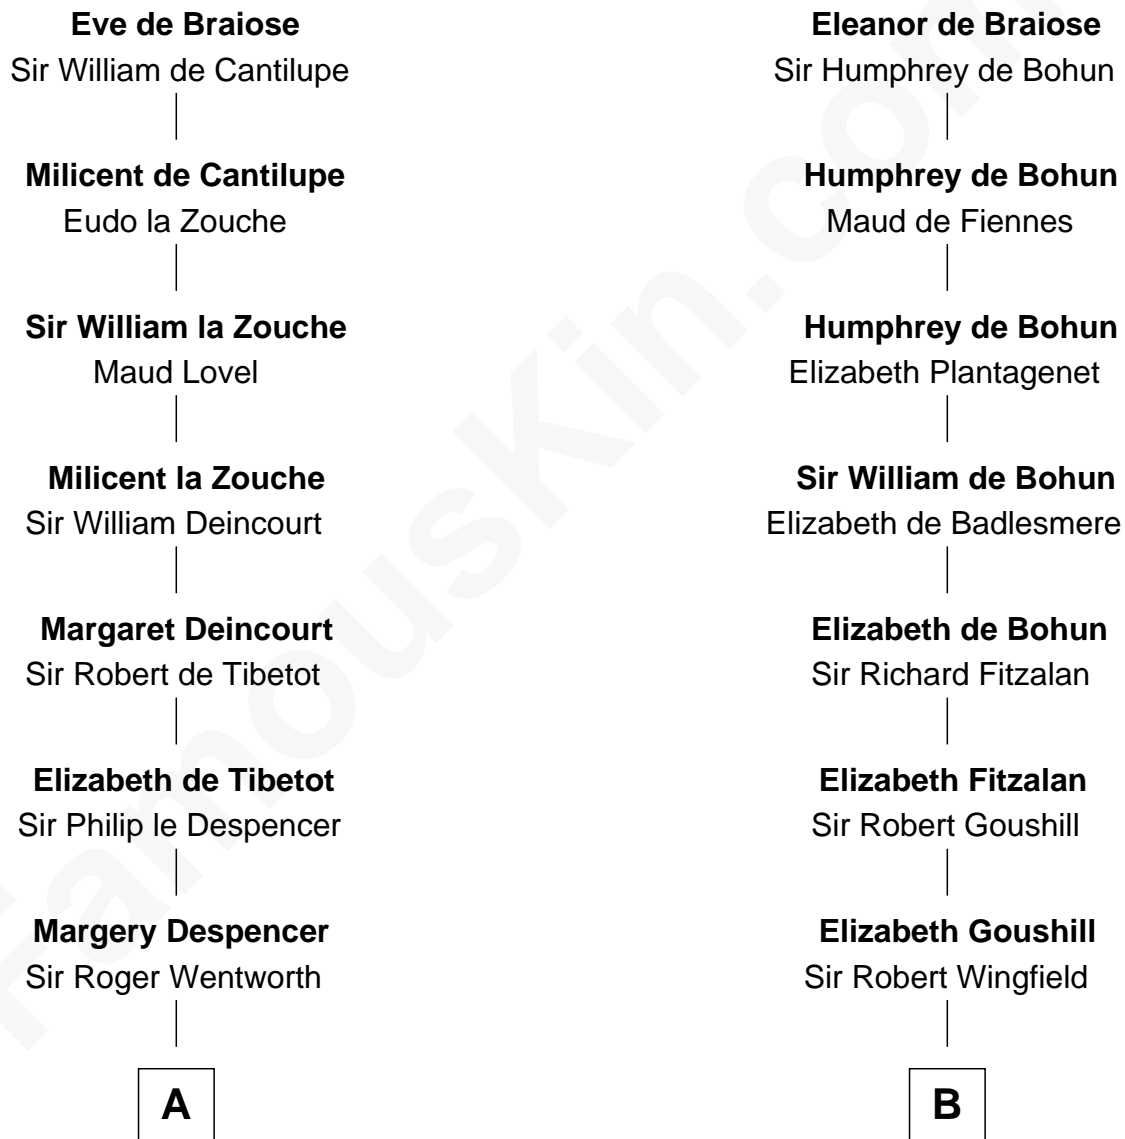 Eve de Braiose
Sir William de Cantilupe
Milicent de Cantilupe
Eudo la Zouche
Sir William la Zouche
Maud Lovel
Milicent la Zouche
Sir William Deincourt
Margaret Deincourt
Sir Robert de Tibetot
Elizabeth de Tibetot
Sir Philip le Despencer
Margery Despencer
Sir Roger Wentworth
A
Eleanor de Braiose
Sir Humphrey de Bohun
Humphrey de Bohun
Maud de Fiennes
Humphrey de Bohun
Elizabeth Plantagenet
Sir William de Bohun
Elizabeth de Badlesmere
Elizabeth de Bohun
Sir Richard Fitzalan
Elizabeth Fitzalan
Sir Robert Goushill
Elizabeth Goushill
Sir Robert Wingfield
B
FamousKin.com